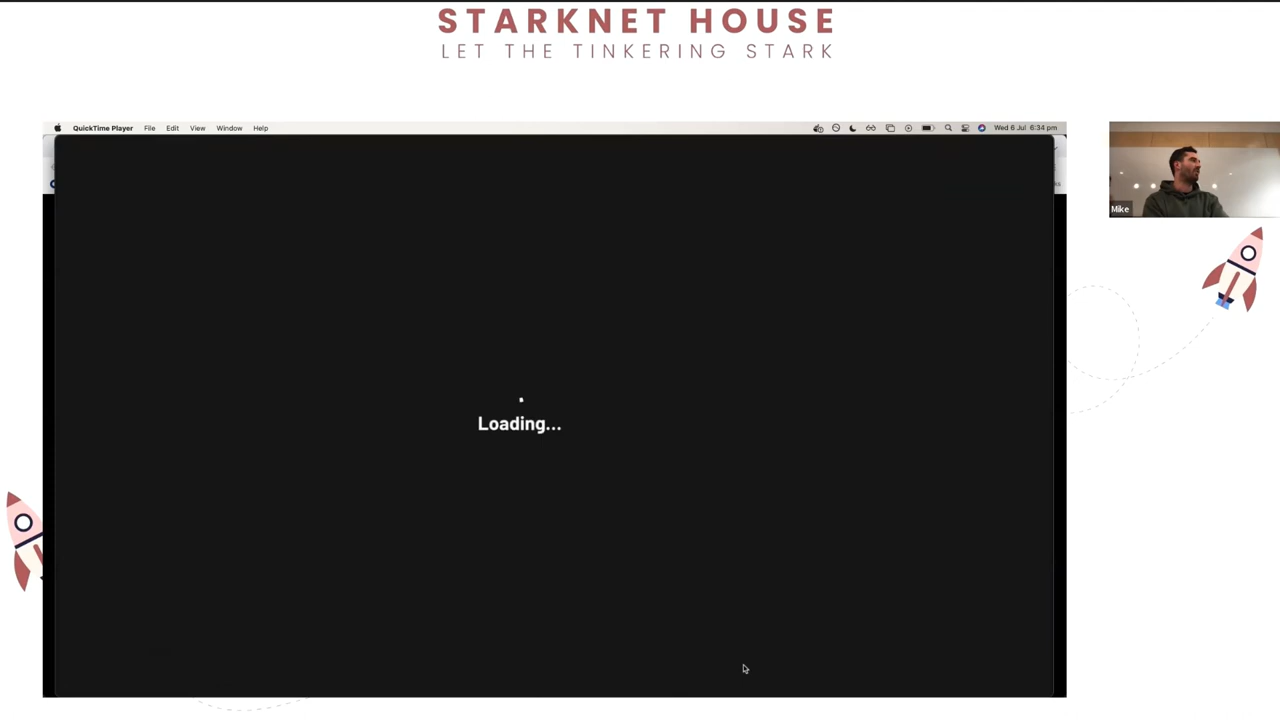 STARKNET HOUSE
LET THE TINKERING STARK
QuickTime Player File Edit View Window Help
Wed 6 Jul 6:34 pm
Loading...
Mike